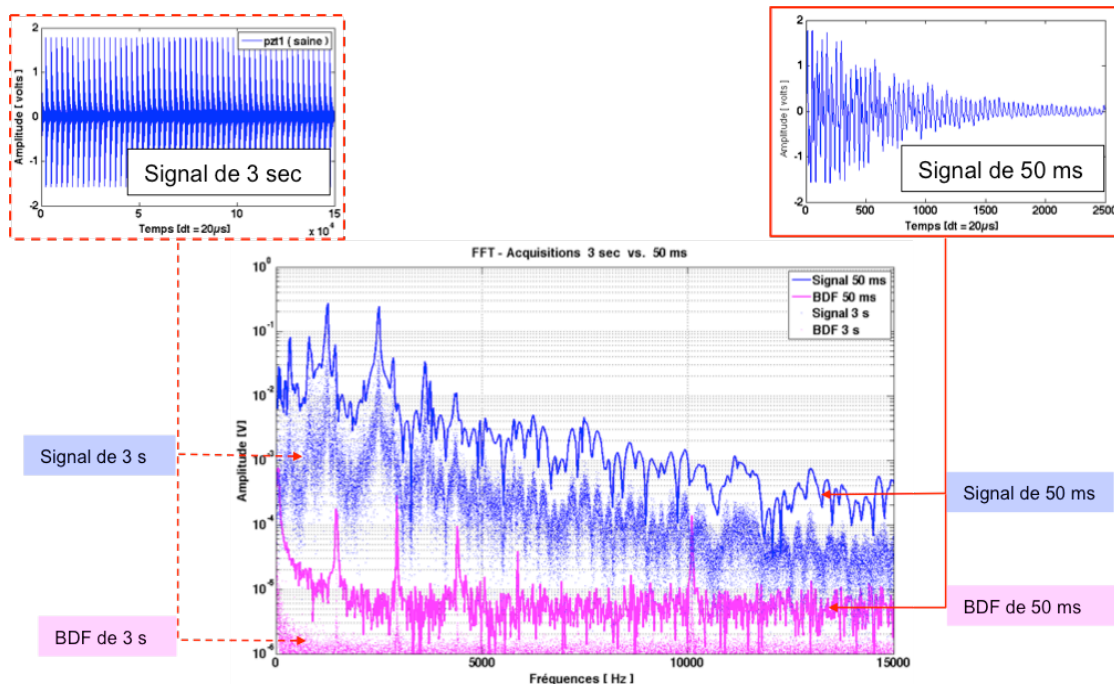 2
1
0
-1
-2
Amplitude [ volts ]
pzt1 ( saine )
Signal de 3 sec
0
5
10
15
Temps [dt = 20µs]
x 10⁴
2
1
0
-1
-2
Amplitude [ volts ]
Signal de 50 ms
0
500
1000
1500
2000
2500
Temps [dt = 20µs]
FFT - Acquisitions 3 sec vs. 50 ms
Signal 50 ms
BDF 50 ms
Signal 3 s
BDF 3 s
10⁰
10⁻¹
10⁻²
10⁻³
10⁻⁴
10⁻⁵
10⁻⁶
Amplitude [V]
0
5000
10000
15000
Fréquences [ Hz ]
Signal de 3 s
BDF de 3 s
Signal de 50 ms
BDF de 50 ms